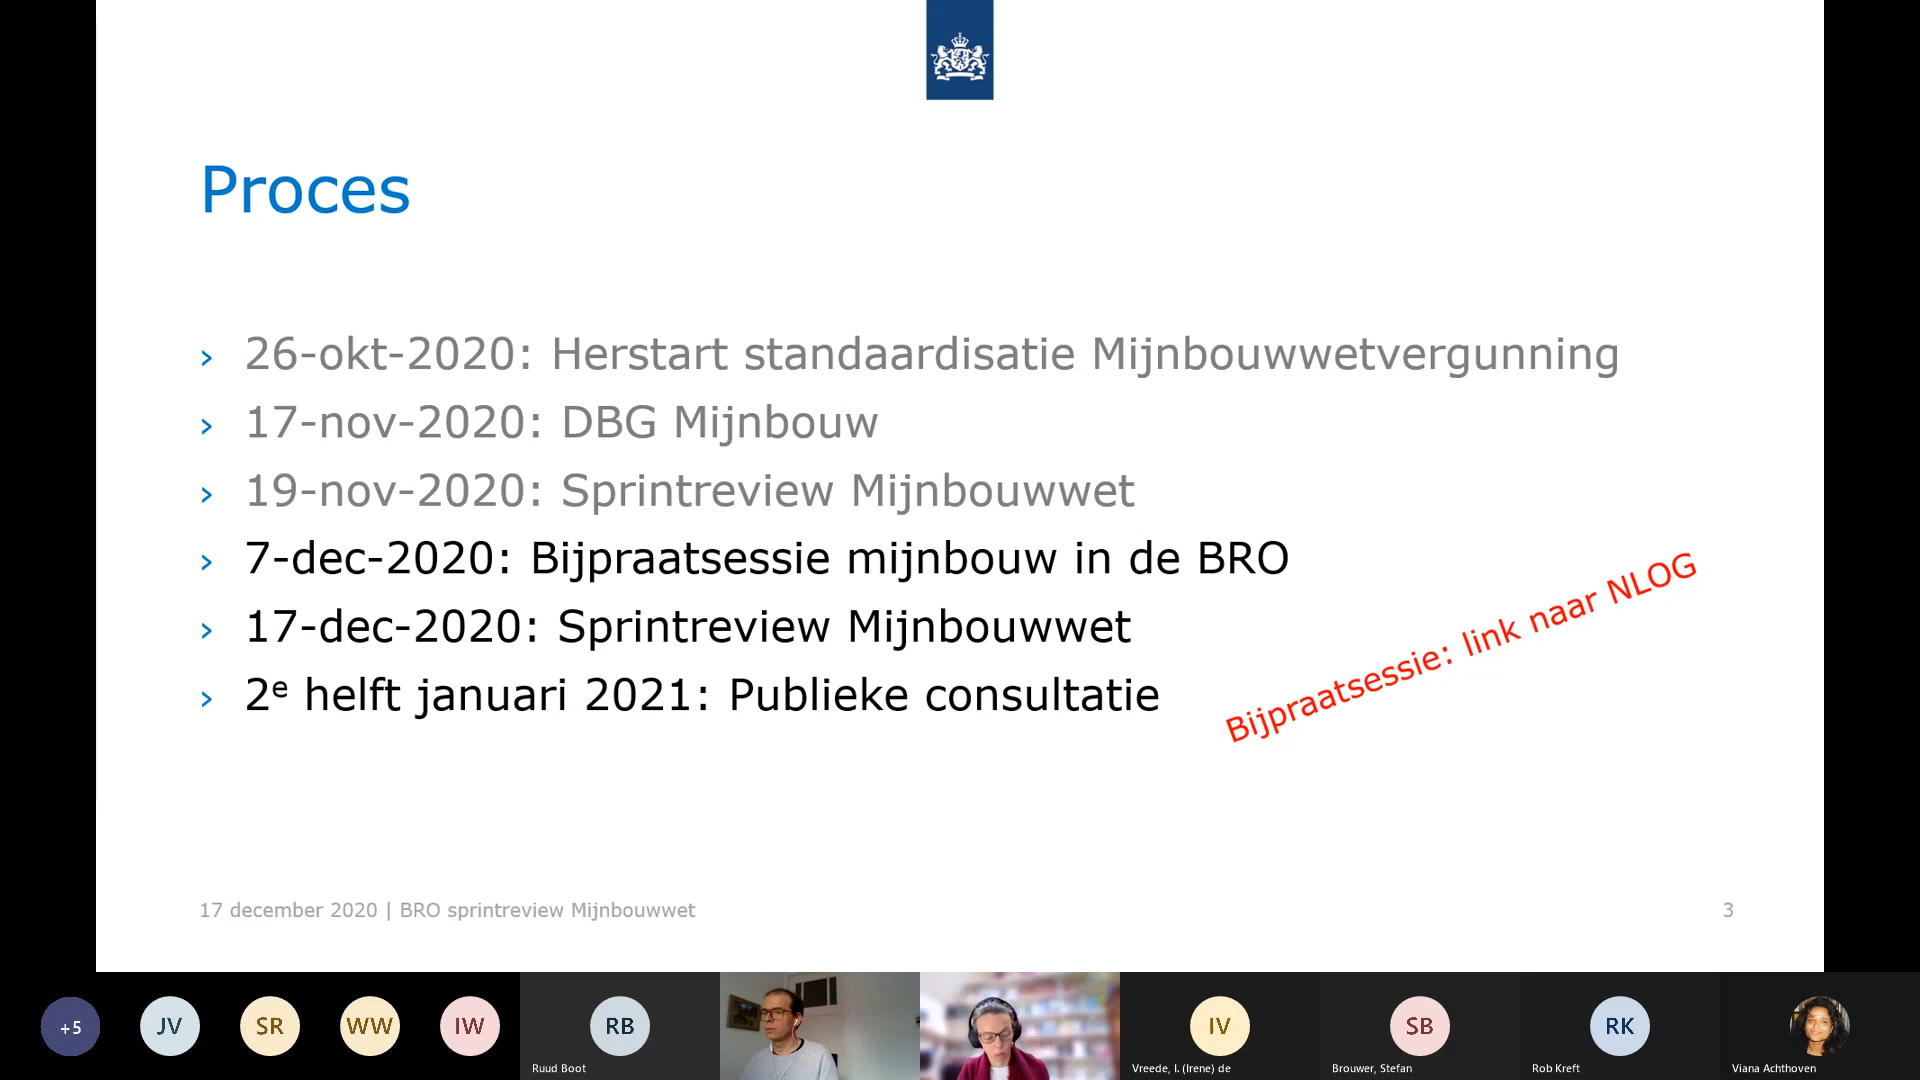 Proces
› 26-okt-2020: Herstart standaardisatie Mijnbouwwetvergunning
› 17-nov-2020: DBG Mijnbouw
› 19-nov-2020: Sprintreview Mijnbouwwet
› 7-dec-2020: Bijpraatsessie mijnbouw in de BRO
› 17-dec-2020: Sprintreview Mijnbouwwet
› 2e helft januari 2021: Publieke consultatie
Bijpraatsessie: link naar NLOG
17 december 2020 | BRO sprintreview Mijnbouwwet
3
+5
JV
SR
WW
IW
RB
Ruud Boot
IV
Vreede, I. (Irene) de
SB
Brouwer, Stefan
RK
Rob Kreft
Viana Achthoven